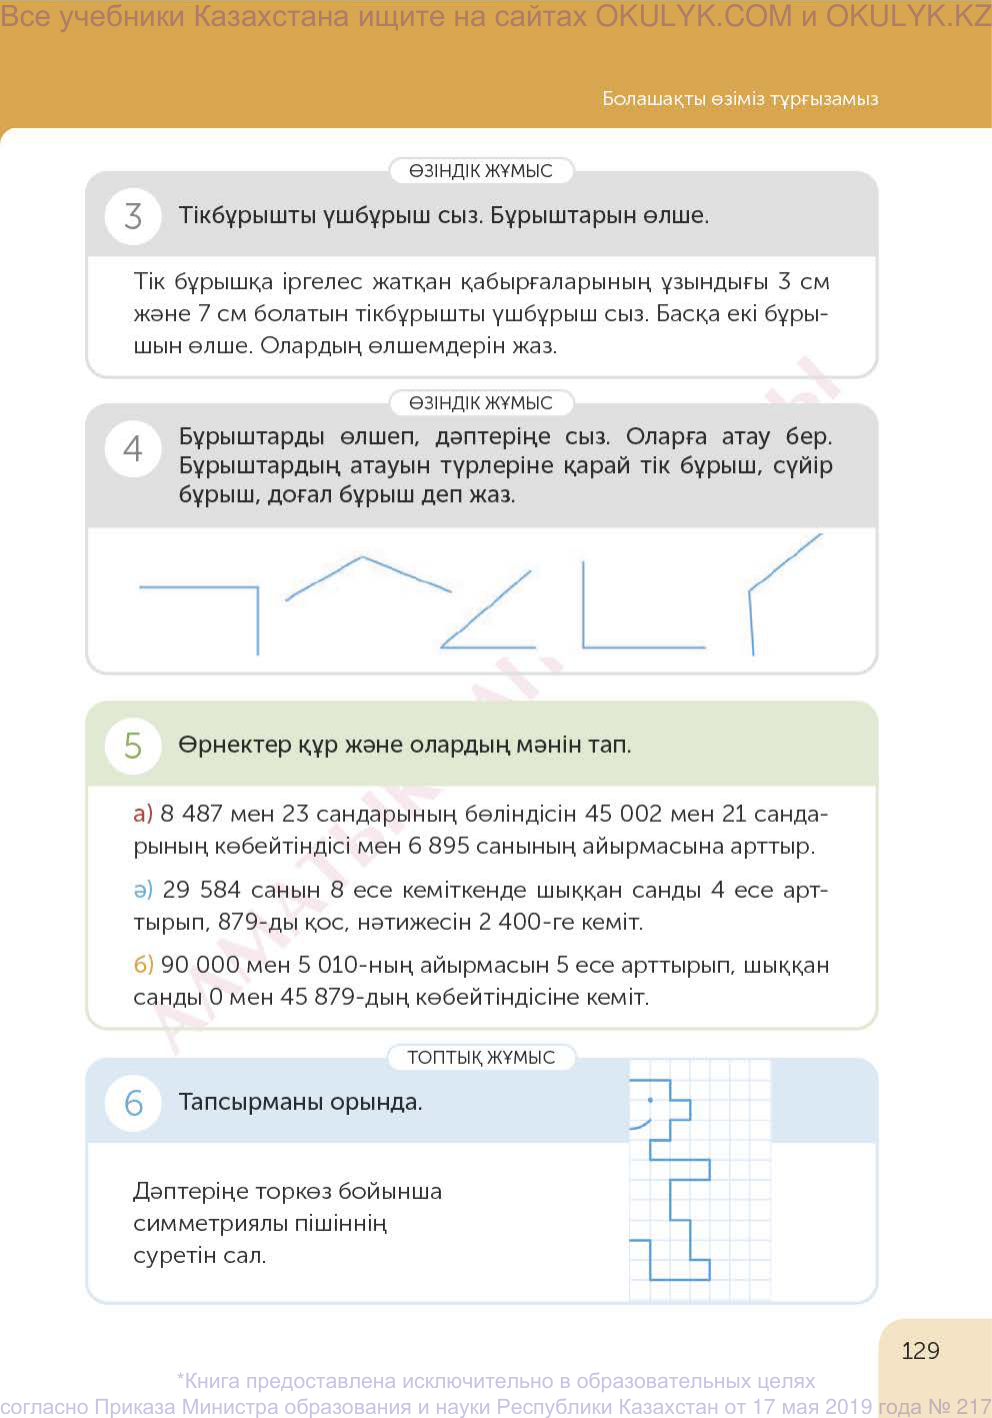 Все учебники Казахстана ищите на сайтах OKULYK.COM и OKULYK.KZ
Болашақты өзіміз тұрғызамыз
ӨЗІНДІК ЖҰМЫС
3
Тікбұрышты үшбұрыш сыз. Бұрыштарын өлше.
Тік бұрышқа іргелес жатқан қабырғаларының ұзындығы 3 см
және 7 см болатын тікбұрышты үшбұрыш сыз. Басқа екі бұры-
шын өлше. Олардың өлшемдерін жаз.
ӨЗІНДІК ЖҰМЫС
4
Бұрыштарды өлшеп, дәптеріңе сыз. Оларға атау бер.
Бұрыштардың атауын түрлеріне қарай тік бұрыш, сүйір
бұрыш, доғал бұрыш деп жаз.
5
Өрнектер құр және олардың мәнін тап.
а) 8 487 мен 23 сандарының бөліндісін 45 002 мен 21 санда-
рының көбейтіндісі мен 6 895 санының айырмасына арттыр.
ә) 29 584 санын 8 есе кеміткенде шыққан санды 4 есе арт-
тырып, 879-ды қос, нәтижесін 2 400-ге кеміт.
б) 90 000 мен 5 010-ның айырмасын 5 есе арттырып, шыққан
санды 0 мен 45 879-дың көбейтіндісіне кеміт.
ТОПТЫҚ ЖҰМЫС
6
Тапсырманы орында.
Дәптеріңе торкөз бойынша
симметриялы пішіннің
суретін сал.
129
*Книга предоставлена исключительно в образовательных целях
согласно Приказа Министра образования и науки Республики Казахстан от 17 мая 2019 года № 217